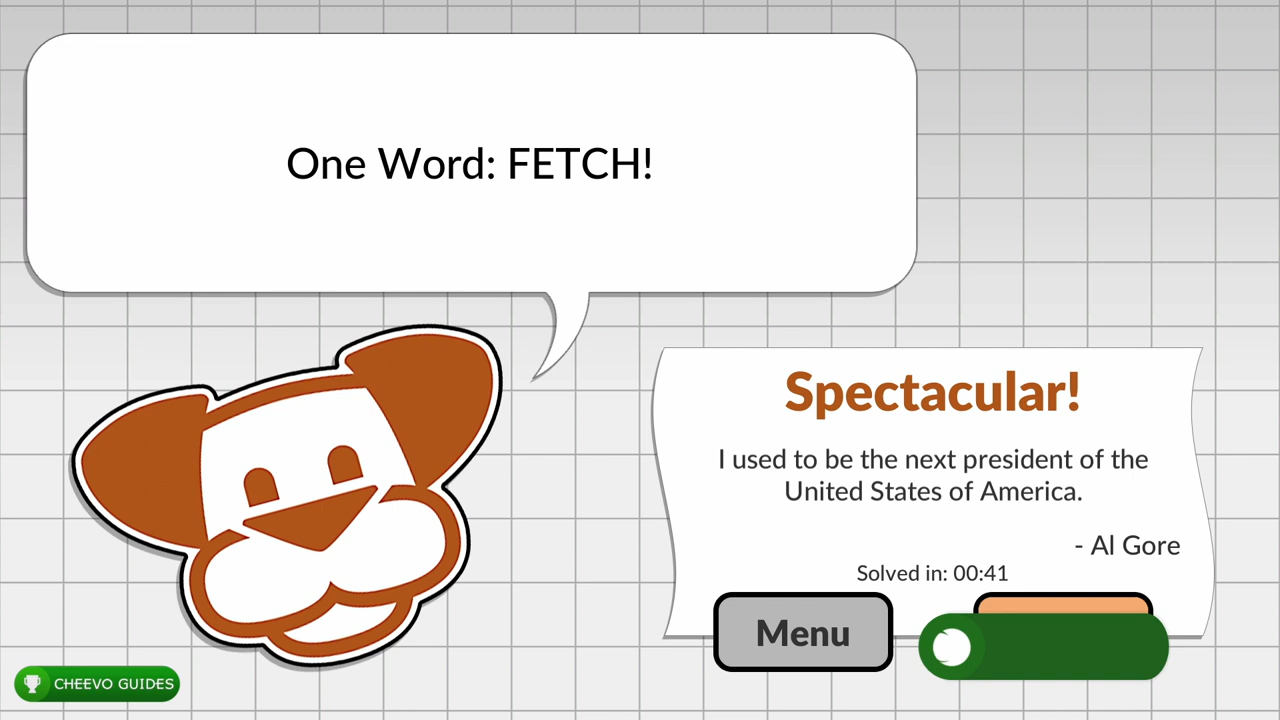 One Word: FETCH!
Spectacular!
I used to be the next president of the
United States of America.
- Al Gore
Solved in: 00:41
Menu
CHEEVO GUIDES